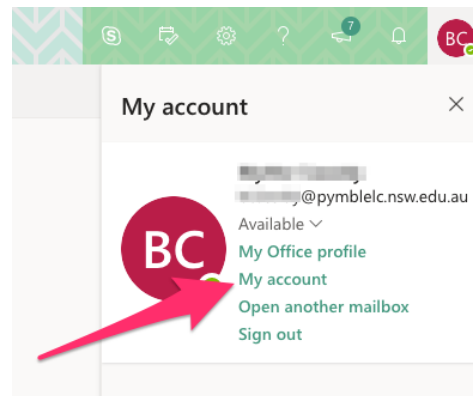 S
?
7
BC
My account
@pymblelc.nsw.edu.au
BC
Available
My Office profile
My account
Open another mailbox
Sign out